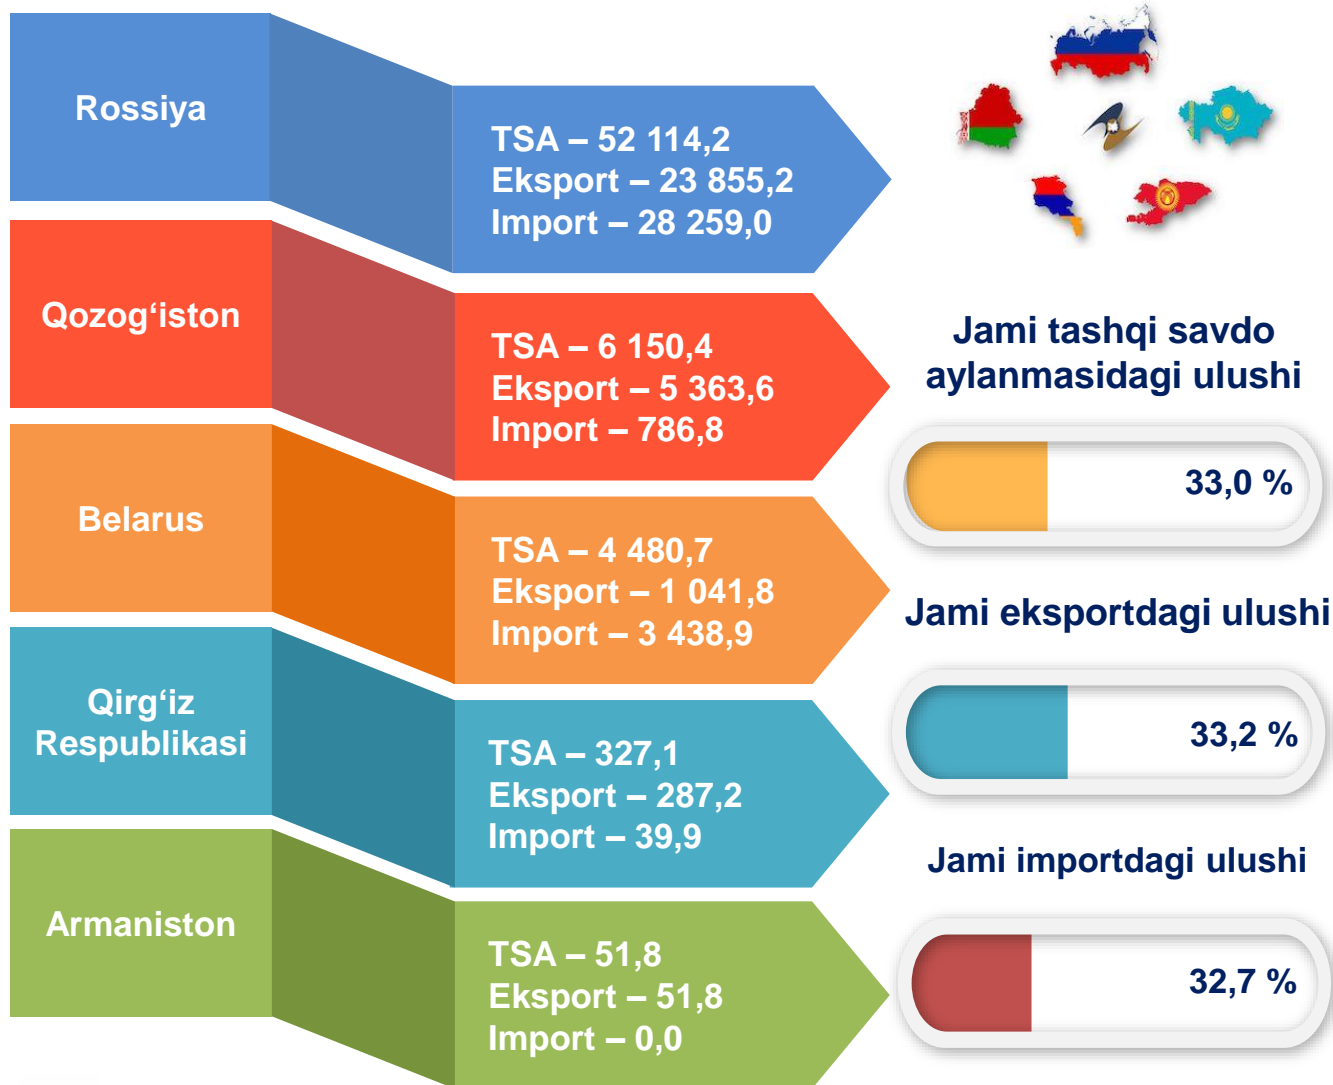 Rossiya
TSA – 52 114,2
Eksport – 23 855,2
Import – 28 259,0
Qozog‘iston
TSA – 6 150,4
Eksport – 5 363,6
Import – 786,8
Belarus
TSA – 4 480,7
Eksport – 1 041,8
Import – 3 438,9
Qirg‘iz
Respublikasi
TSA – 327,1
Eksport – 287,2
Import – 39,9
Armaniston
TSA – 51,8
Eksport – 51,8
Import – 0,0
Jami tashqi savdo
aylanmasidagi ulushi
33,0 %
Jami eksportdagi ulushi
33,2 %
Jami importdagi ulushi
32,7 %